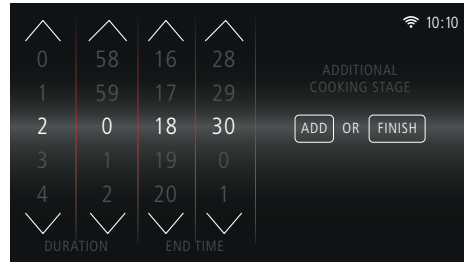 10:10
0 58 16 28
1 59 17 29
2 0 18 30
3 1 19 0
4 2 20 1
DURATION END TIME
ADDITIONAL
COOKING STAGE
ADD OR FINISH